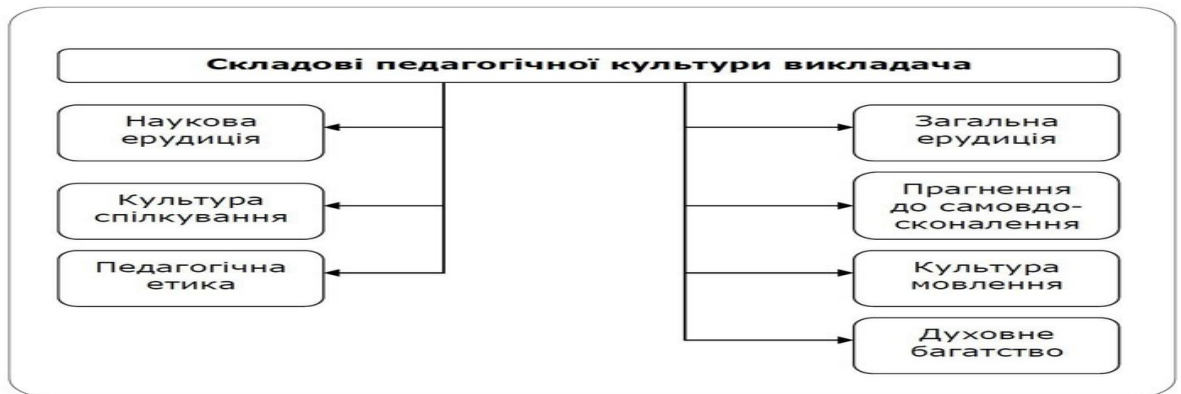 Складові педагогічної культури викладача
Наукова
ерудиція
Культура
спілкування
Педагогічна
етика
Загальна
ерудиція
Прагнення
до самовдо-
сконалення
Культура
мовлення
Духовне
багатство